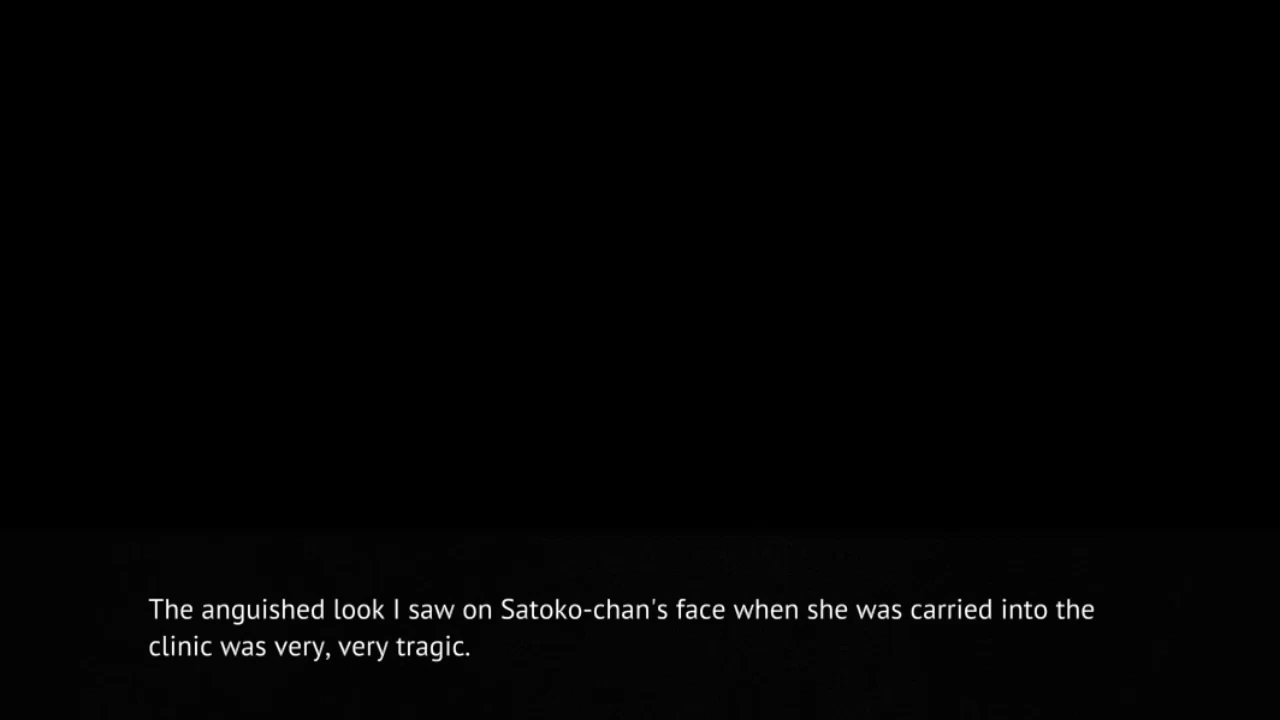 The anguished look I saw on Satoko-chan's face when she was carried into the
clinic was very, very tragic.